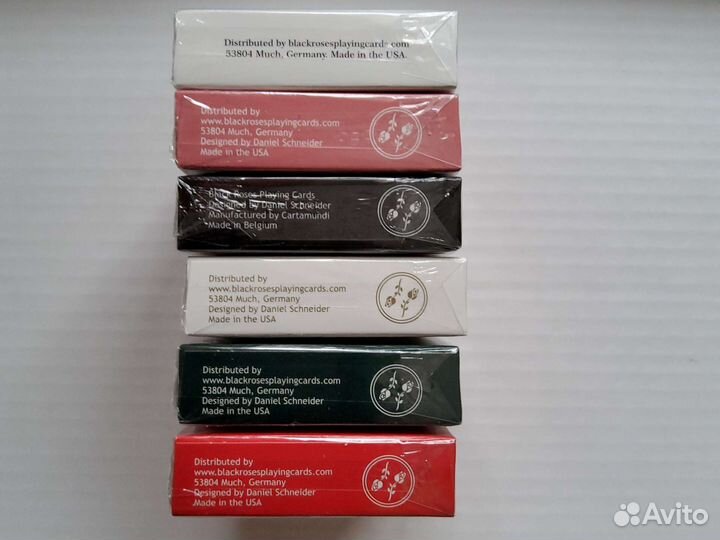 Distributed by blackrosesplayingcards.com
53804 Much, Germany. Made in the USA.
Distributed by
www.blackrosesplayingcards.com
53804 Much, Germany
Designed by Daniel Schneider
Made in the USA
Black Roses Playing Cards
Designed by Daniel Schneider
Manufactured by Cartamundi
Made in Belgium
Distributed by
www.blackrosesplayingcards.com
53804 Much, Germany
Designed by Daniel Schneider
Made in the USA
Distributed by
www.blackrosesplayingcards.com
53804 Much, Germany
Designed by Daniel Schneider
Made in the USA
Distributed by
www.blackrosesplayingcards.com
53804 Much, Germany
Designed by Daniel Schneider
Made in the USA
Avito